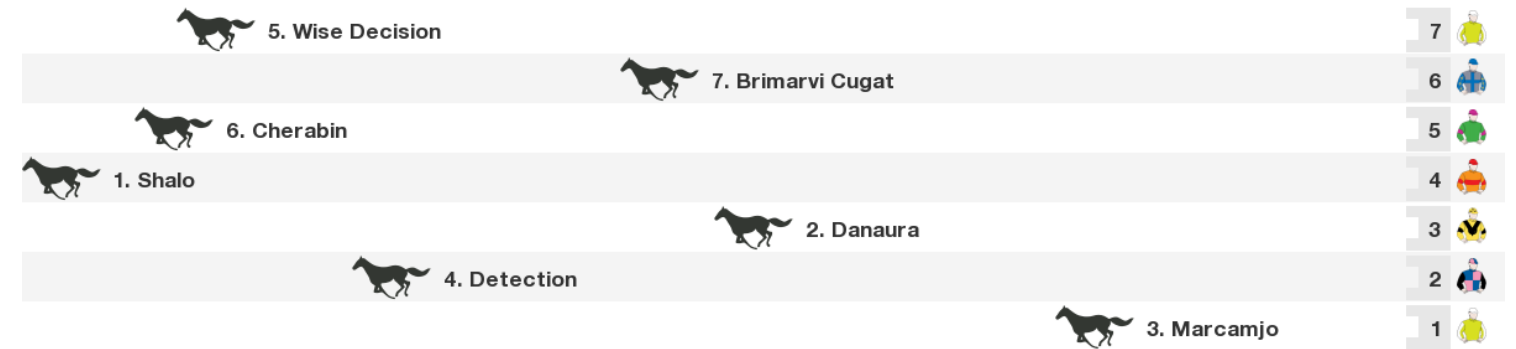 5. Wise Decision 7
7. Brimarvi Cugat 6
6. Cherabin 5
1. Shalo 4
2. Danaura 3
4. Detection 2
3. Marcamjo 1